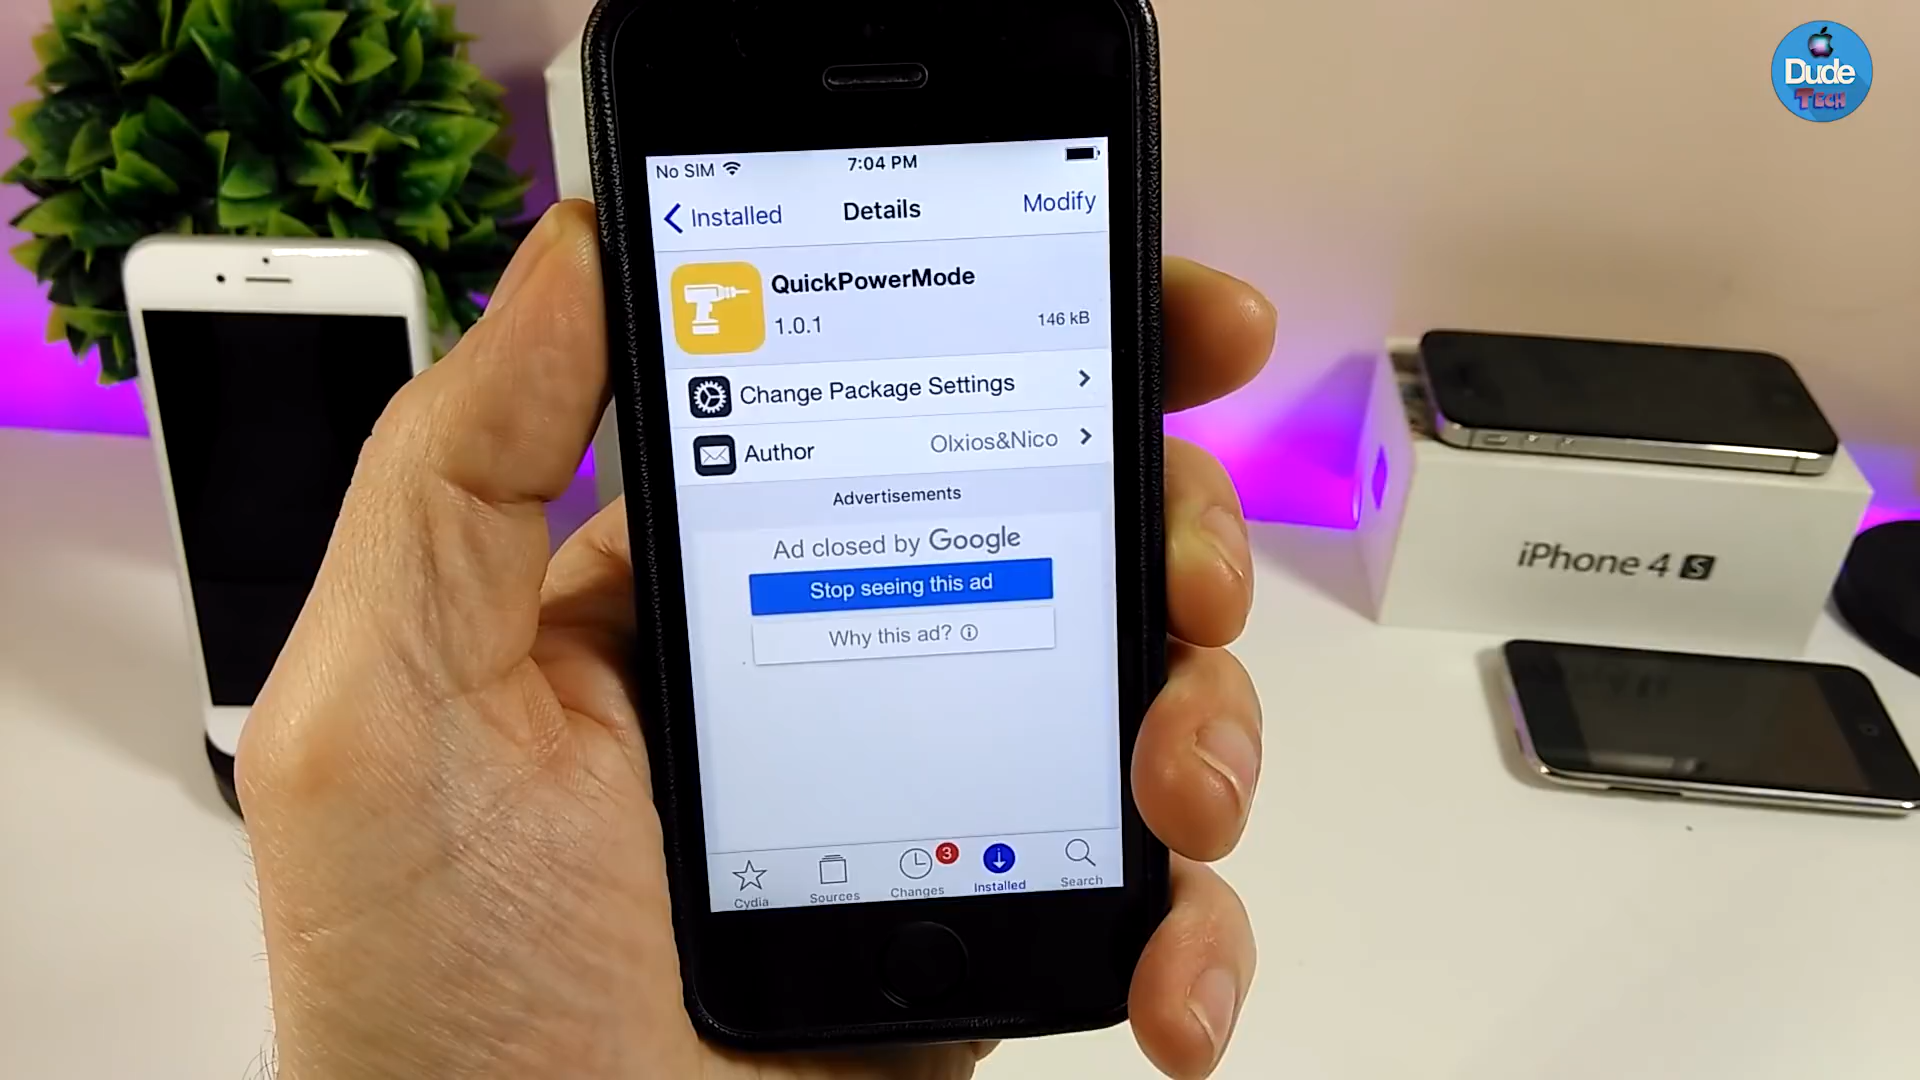 Dude
TECH
No SIM
7:04 PM
Installed
Details
Modify
QuickPowerMode
1.0.1
146 kB
Change Package Settings
Author
Olxios&Nico
Advertisements
Ad closed by Google
Stop seeing this ad
Why this ad?
3
Cydia
Sources
Changes
Installed
Search
iPhone 4 S